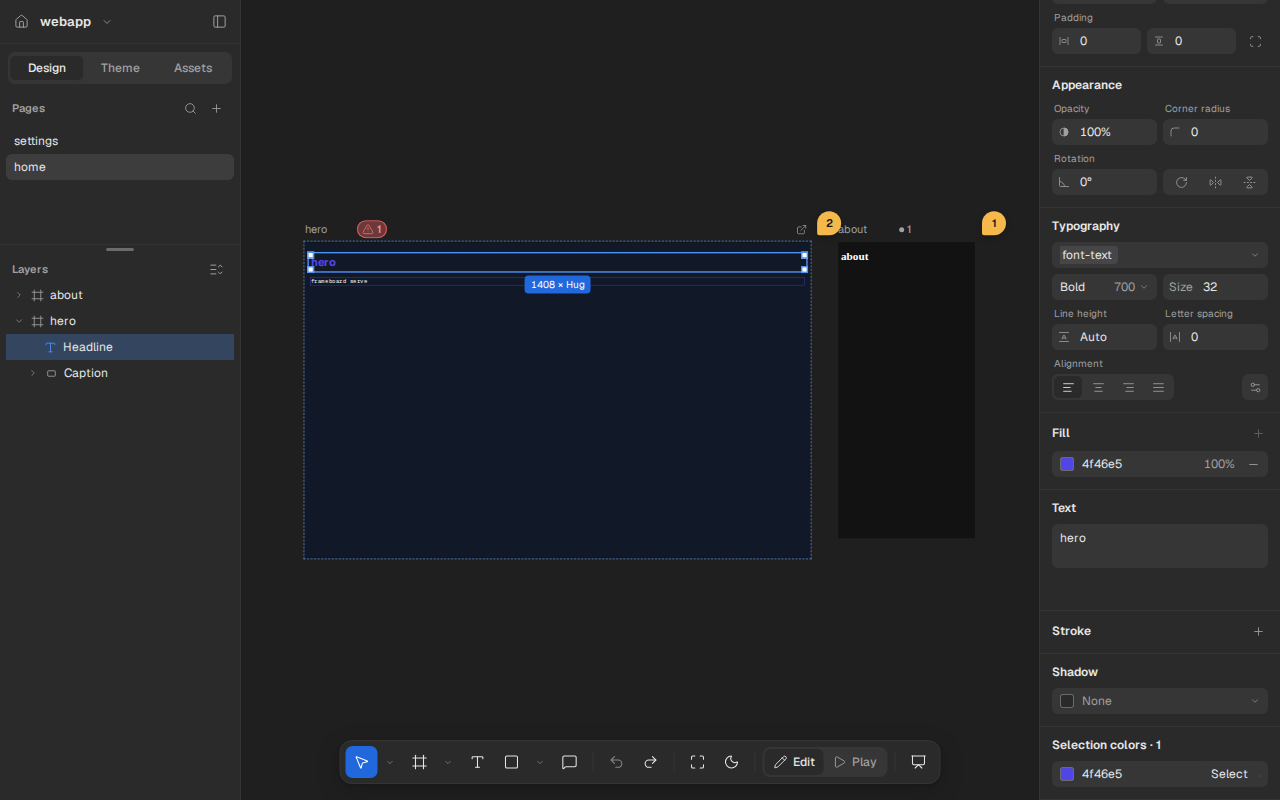 webapp
Design
Theme
Assets
Pages
settings
home
Layers
about
hero
Headline
Caption
hero
1
2
about
1
1
hero
frameboard serve
1408 × Hug
about
Edit
Play
Padding
0
0
Appearance
Opacity
Corner radius
100%
0
Rotation
0°
Typography
font-text
Bold
700
Size
32
Line height
Letter spacing
Auto
0
Alignment
Fill
4f46e5
100%
Text
hero
Stroke
Shadow
None
Selection colors · 1
4f46e5
Select